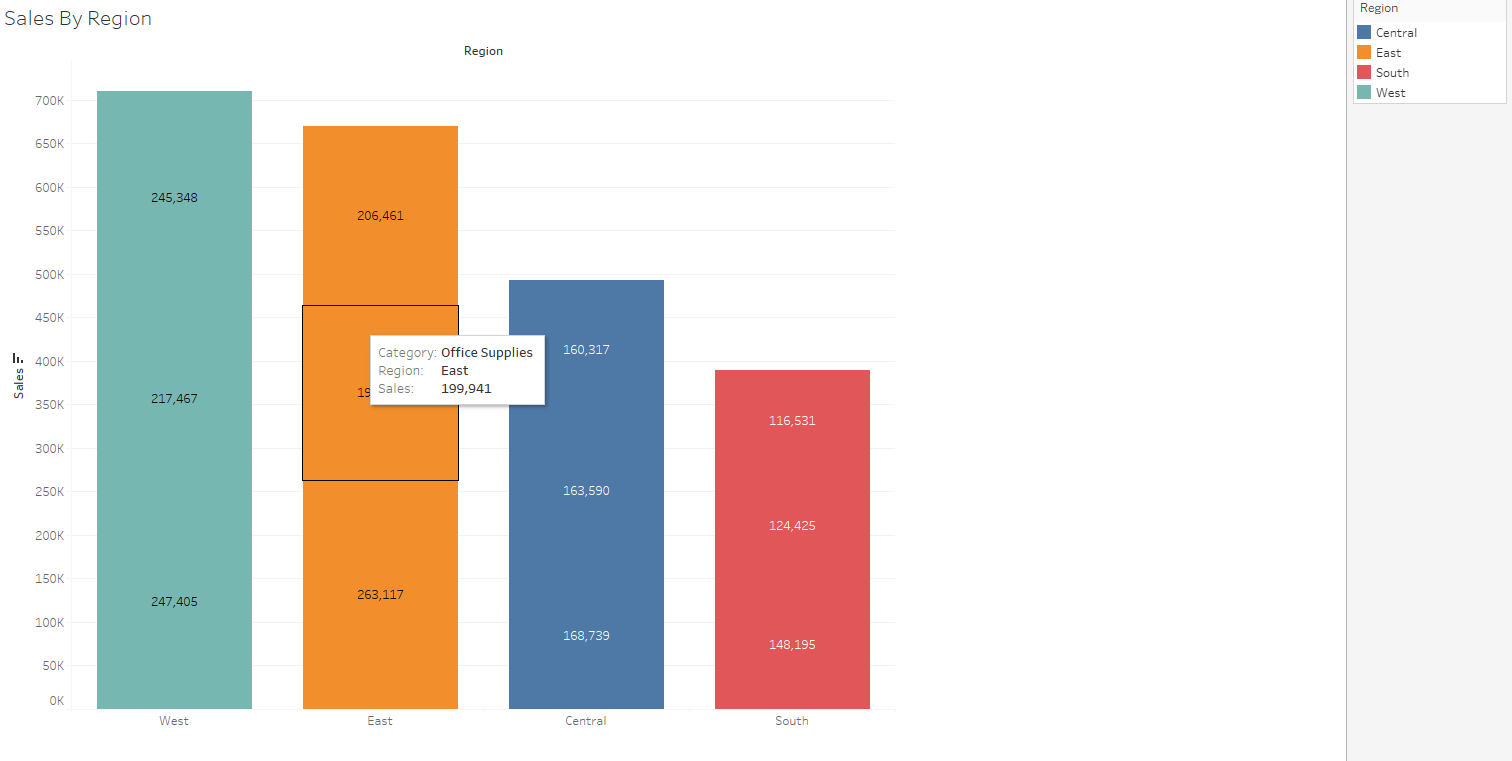 Sales By Region
Region
700K
650K
600K
550K
500K
450K
400K
350K
300K
250K
200K
150K
100K
50K
0K
Sales
245,348
217,467
247,405
206,461
263,117
Category: Office Supplies
Region: East
Sales: 199,941
160,317
163,590
168,739
116,531
124,425
148,195
West
East
Central
South
Region
Central
East
South
West